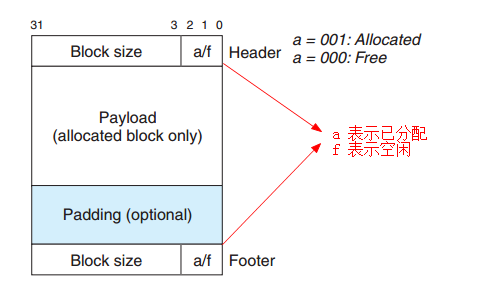 31 3 2 1 0
Block size a/f Header
a = 001: Allocated
a = 000: Free
Payload
(allocated block only)
a 表示已分配
f 表示空闲
Padding (optional)
Block size a/f Footer